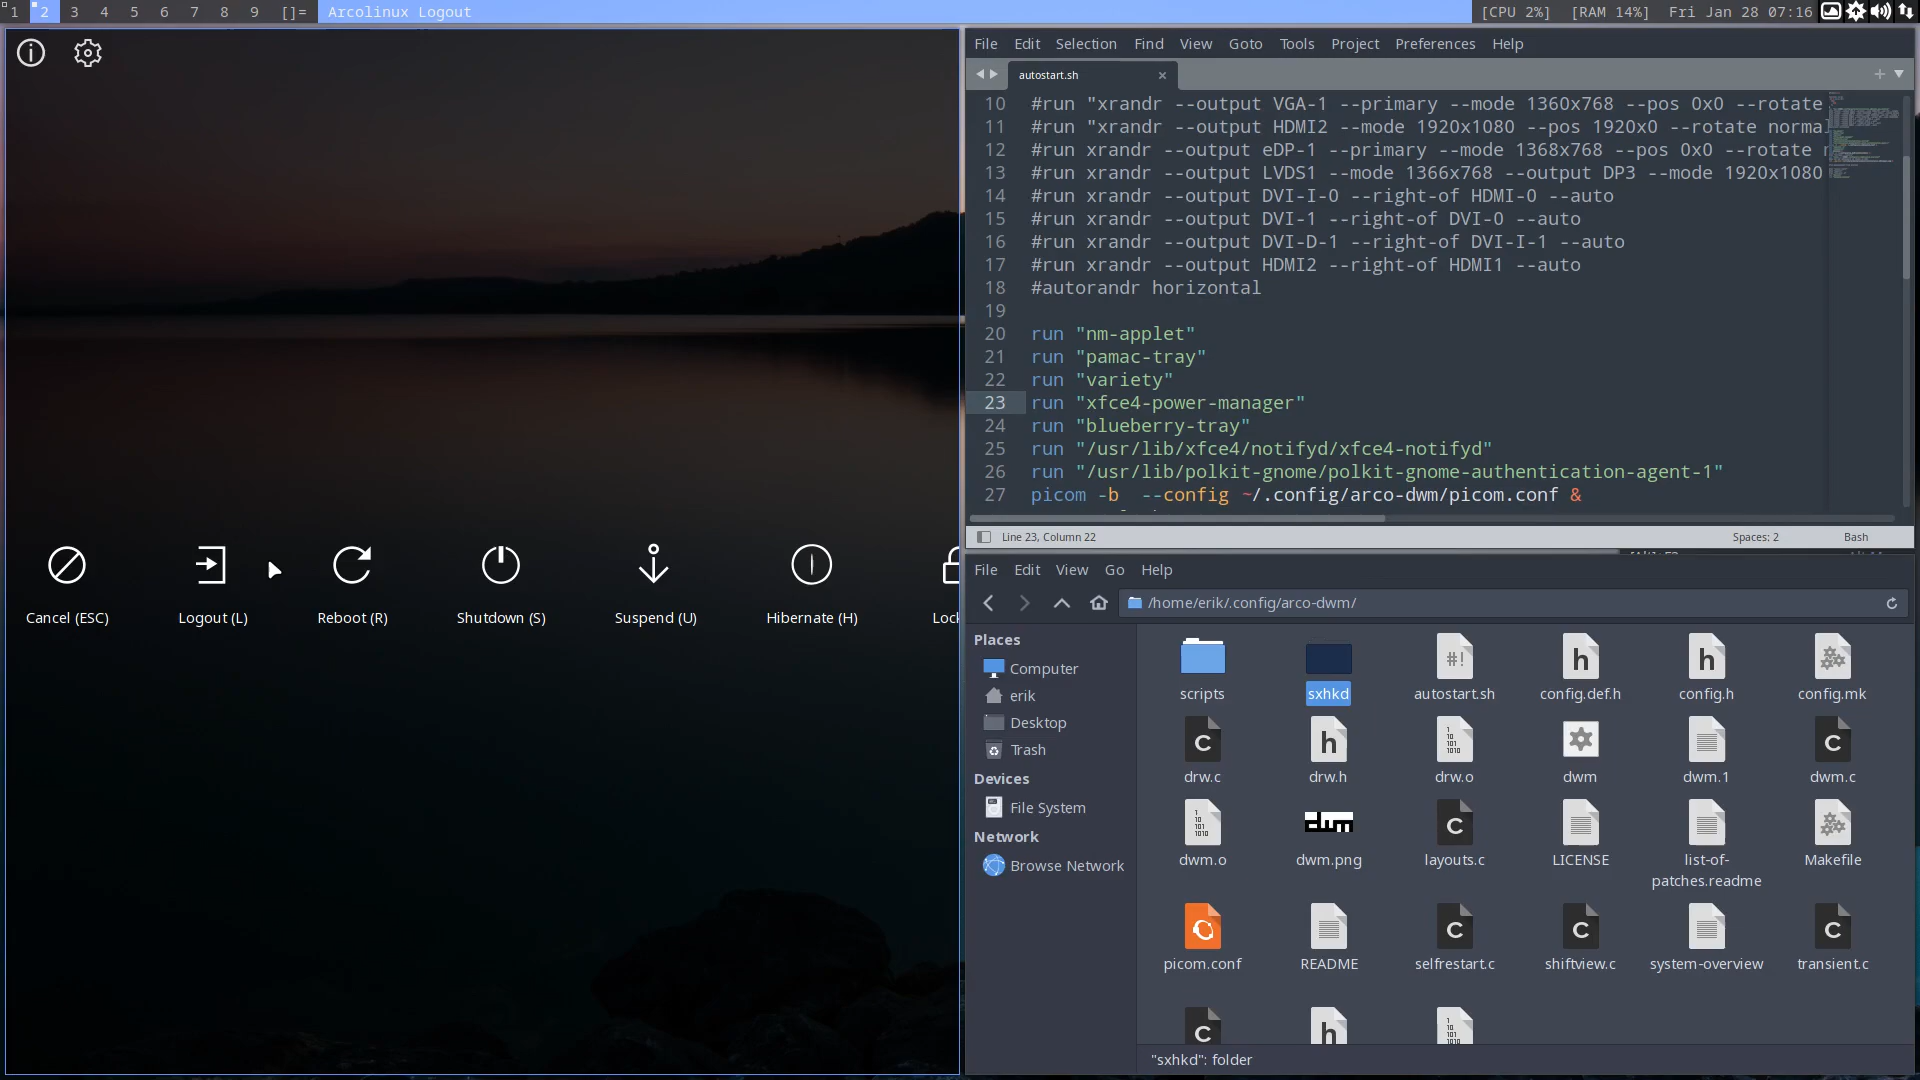 1 2 3 4 5 6 7 8 9 []= Arcolinux Logout [CPU 2%] [RAM 14%] Fri Jan 28 07:16
Cancel (ESC) Logout (L) Reboot (R) Shutdown (S) Suspend (U) Hibernate (H) Lock
File Edit Selection Find View Goto Tools Project Preferences Help
autostart.sh
10 #run "xrandr --output VGA-1 --primary --mode 1360x768 --pos 0x0 --rotate
11 #run "xrandr --output HDMI2 --mode 1920x1080 --pos 1920x0 --rotate norma
12 #run xrandr --output eDP-1 --primary --mode 1368x768 --pos 0x0 --rotate
13 #run xrandr --output LVDS1 --mode 1366x768 --output DP3 --mode 1920x1080
14 #run xrandr --output DVI-I-0 --right-of HDMI-0 --auto
15 #run xrandr --output DVI-1 --right-of DVI-0 --auto
16 #run xrandr --output DVI-D-1 --right-of DVI-I-1 --auto
17 #run xrandr --output HDMI2 --right-of HDMI1 --auto
18 #autorandr horizontal
19
20 run "nm-applet"
21 run "pamac-tray"
22 run "variety"
23 run "xfce4-power-manager"
24 run "blueberry-tray"
25 run "/usr/lib/xfce4/notifyd/xfce4-notifyd"
26 run "/usr/lib/polkit-gnome/polkit-gnome-authentication-agent-1"
27 picom -b  --config ~/.config/arco-dwm/picom.conf &
Line 23, Column 22 Spaces: 2 Bash
File Edit View Go Help
/home/erik/.config/arco-dwm/
Places
Computer
erik
Desktop
Trash
Devices
File System
Network
Browse Network
scripts sxhkd autostart.sh config.def.h config.h config.mk
drw.c drw.h drw.o dwm dwm.1 dwm.c
dwm.o dwm.png layouts.c LICENSE list-of-patches.readme Makefile
picom.conf README selfrestart.c shiftview.c system-overview transient.c
"sxhkd": folder